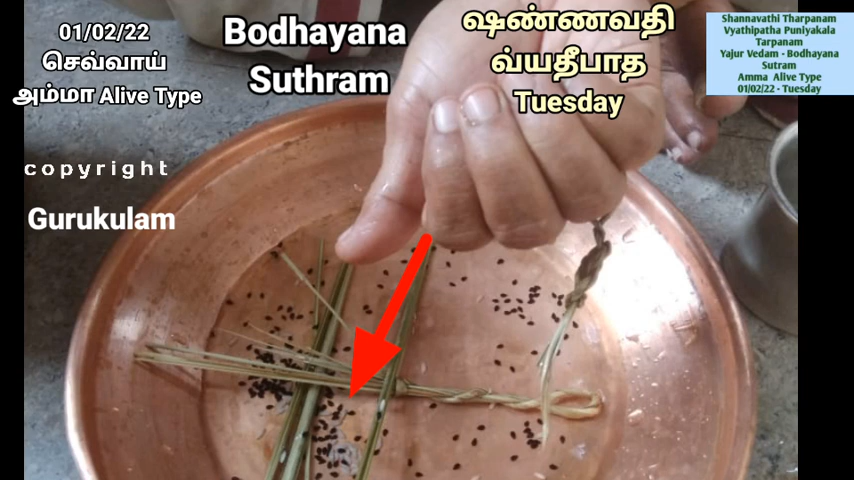 01/02/22
செவ்வாய்
அம்மா Alive Type
copyright
Gurukulam
Bodhayana
Suthram
ஷண்ணவதி
வ்யதீபாத
Tuesday
Shannavathi Tharpanam
Vyathipatha Puniyakala
Tarpanam
Yajur Vedam - Bodhayana
Sutram
Amma Alive Type
01/02/22 - Tuesday